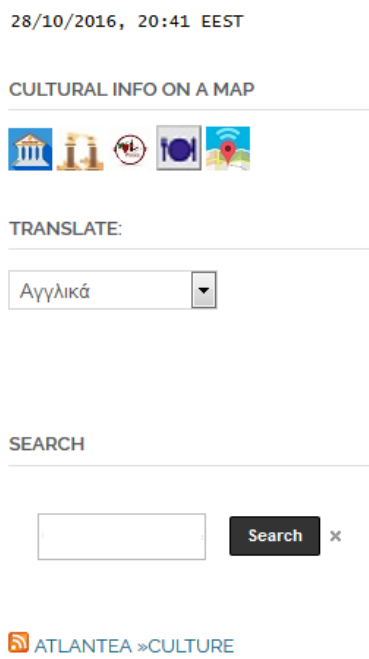 28/10/2016, 20:41 EEST
CULTURAL INFO ON A MAP
TRANSLATE:
Αγγλικά
SEARCH
Search ×
ATLANTEA »CULTURE